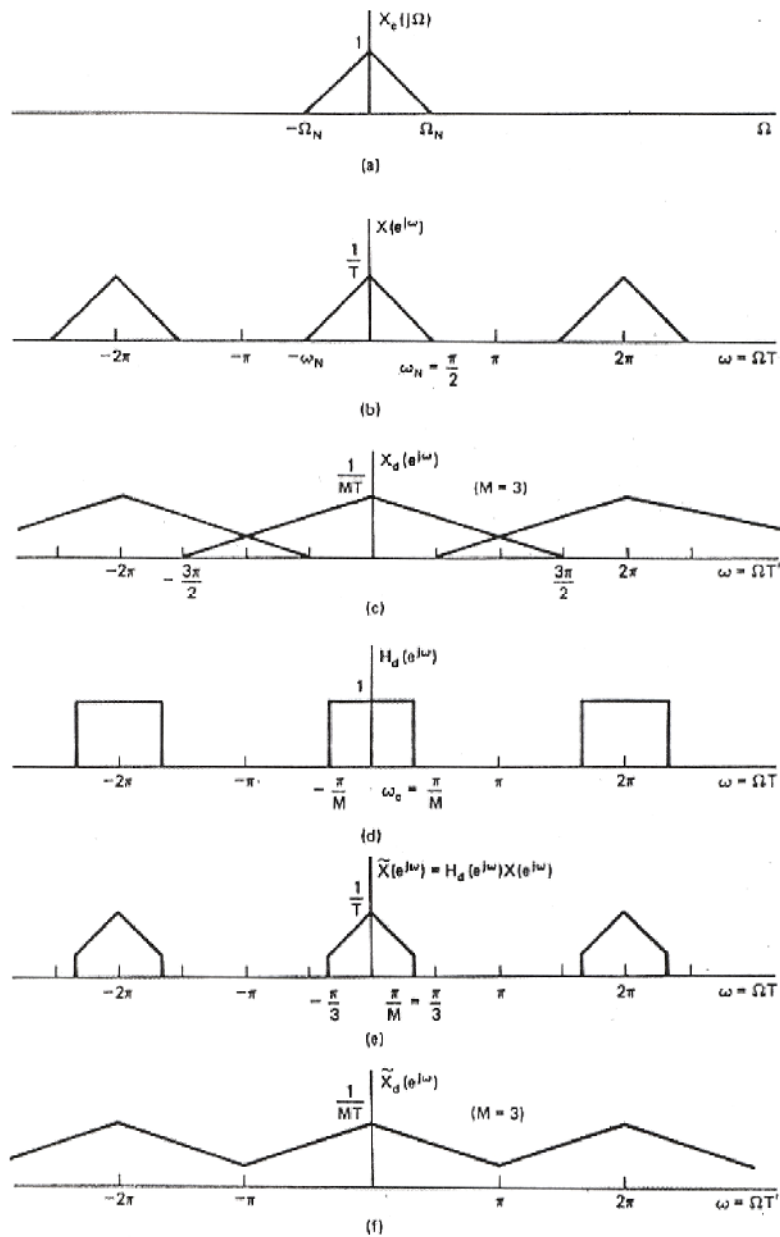 X_c(jΩ)
1
−Ω_N Ω_N Ω
(a)
X(e^{jω})
1/T
−2π −π −ω_N ω_N = π/2 π 2π ω = ΩT
(b)
X_d(e^{jω})
1/MT (M = 3)
−2π −3π/2 3π/2 2π ω = ΩT'
(c)
H_d(e^{jω})
1
−2π −π −π/M ω_c = π/M π 2π ω = ΩT
(d)
X̃(e^{jω}) = H_d(e^{jω})X(e^{jω})
1/T
−2π −π −π/3 π/M = π/3 π 2π ω = ΩT
(e)
X̃_d(e^{jω})
1/MT (M = 3)
−2π −π π 2π ω = ΩT'
(f)